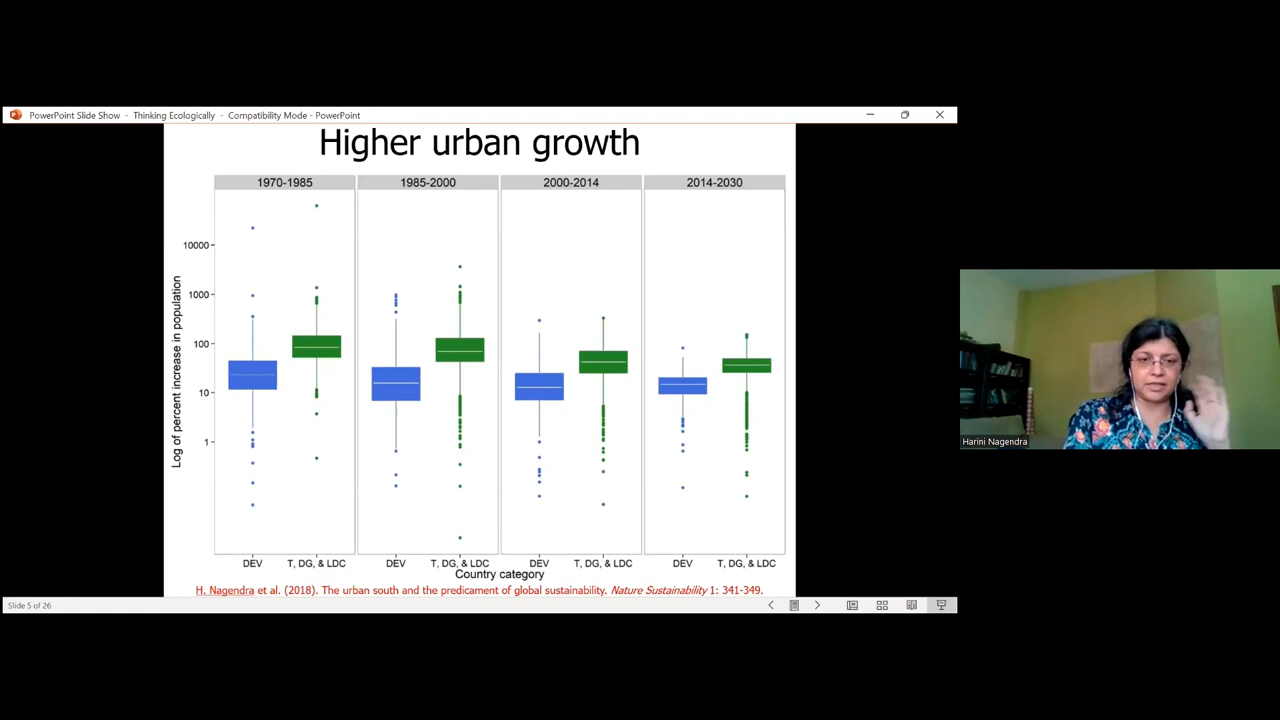 PowerPoint Slide Show - Thinking Ecologically - Compatibility Mode - PowerPoint
Higher urban growth
1970-1985 1985-2000 2000-2014 2014-2030
Log of percent increase in population
10000
1000
100
10
1
DEV T, DG, & LDC DEV T, DG, & LDC DEV T, DG, & LDC DEV T, DG, & LDC
Country category
H. Nagendra et al. (2018). The urban south and the predicament of global sustainability. Nature Sustainability 1: 341-349.
Slide 5 of 26
Harini Nagendra